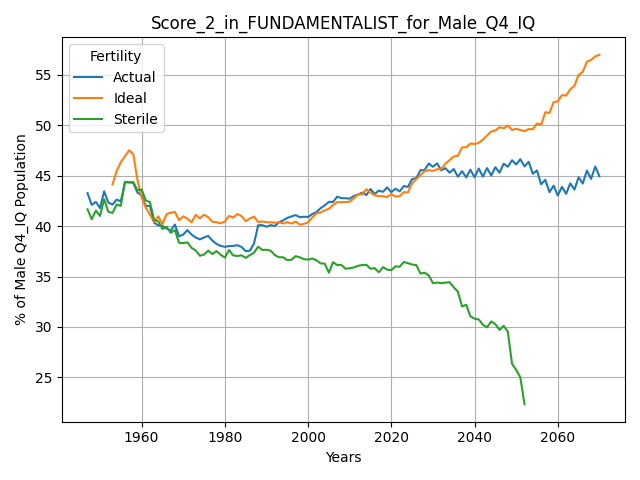 Score_2_in_FUNDAMENTALIST_for_Male_Q4_IQ
Fertility
Actual
Ideal
Sterile
% of Male Q4_IQ Population
55
50
45
40
35
30
25
1960
1980
2000
2020
2040
2060
Years